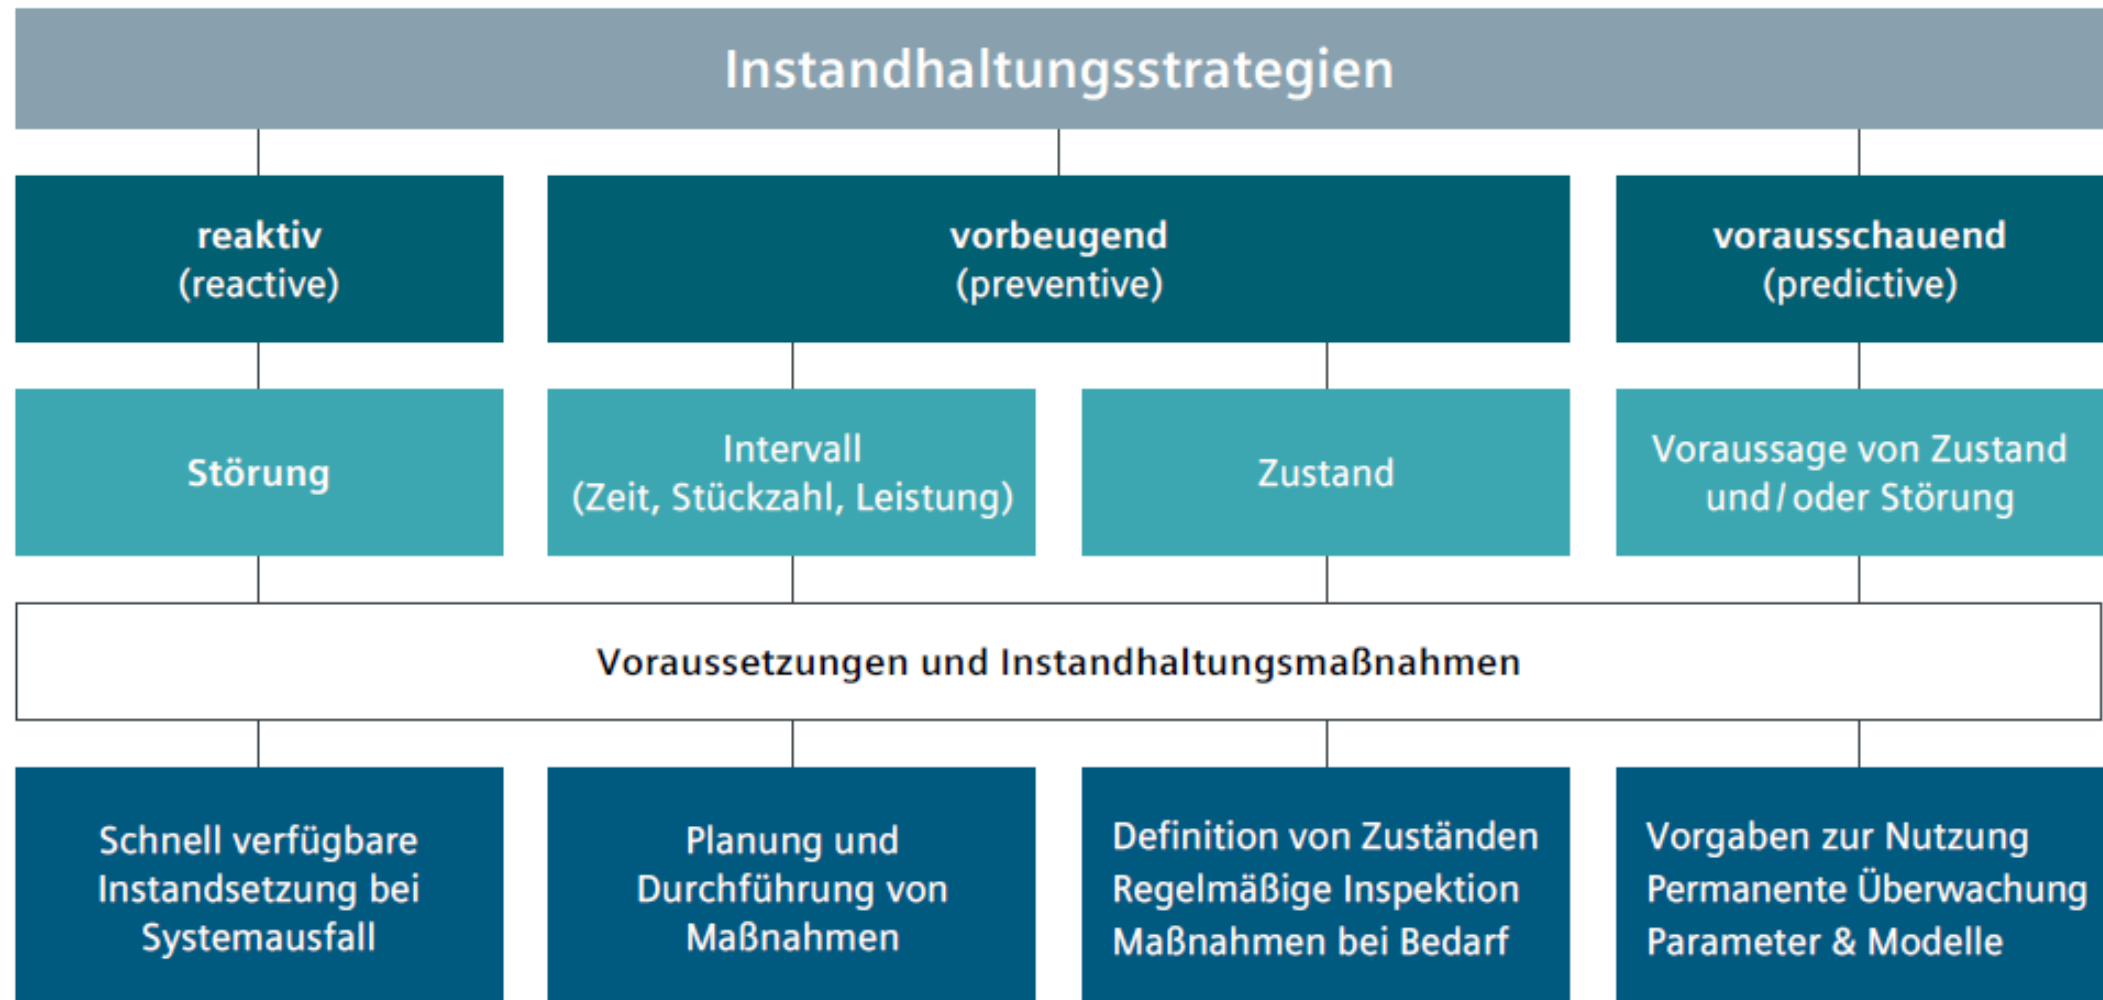 Instandhaltungsstrategien
reaktiv
(reactive)
vorbeugend
(preventive)
vorausschauend
(predictive)
Störung
Intervall
(Zeit, Stückzahl, Leistung)
Zustand
Voraussage von Zustand
und/oder Störung
Voraussetzungen und Instandhaltungsmaßnahmen
Schnell verfügbare
Instandsetzung bei
Systemausfall
Planung und
Durchführung von
Maßnahmen
Definition von Zuständen
Regelmäßige Inspektion
Maßnahmen bei Bedarf
Vorgaben zur Nutzung
Permanente Überwachung
Parameter & Modelle